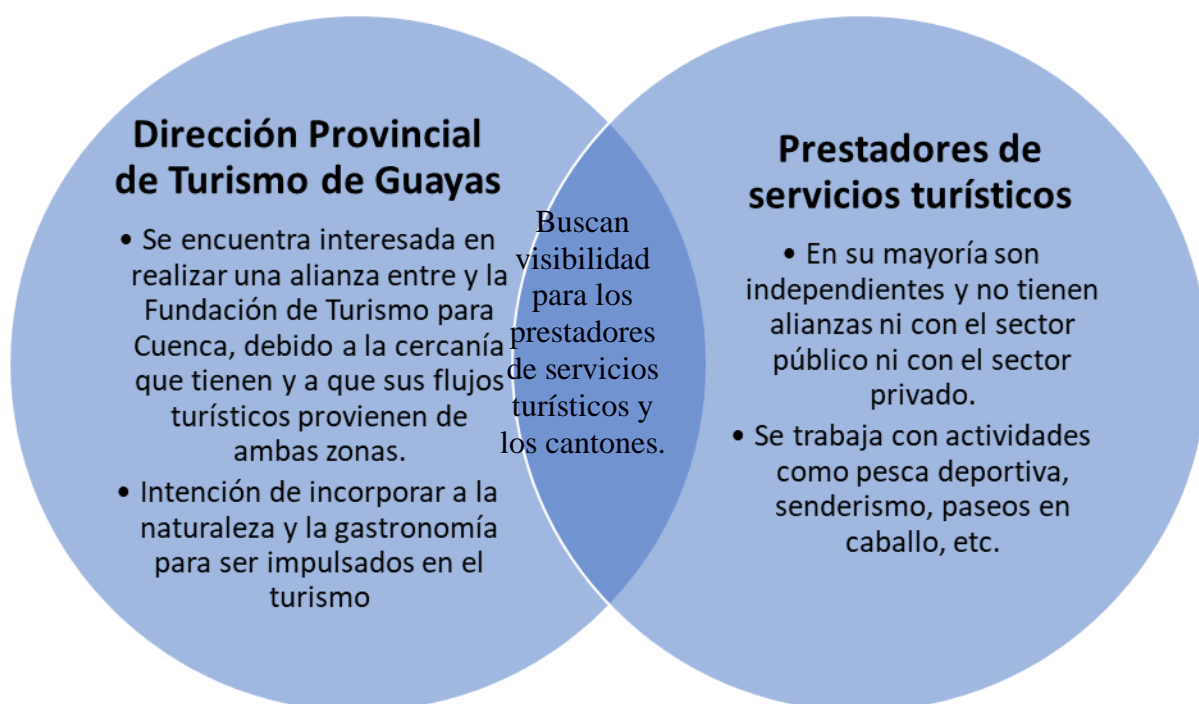 Dirección Provincial
de Turismo de Guayas
• Se encuentra interesada en
realizar una alianza entre y la
Fundación de Turismo para
Cuenca, debido a la cercanía
que tienen y a que sus flujos
turísticos provienen de
ambas zonas.
• Intención de incorporar a la
naturaleza y la gastronomía
para ser impulsados en el
turismo
Buscan
visibilidad
para los
prestadores
de servicios
turísticos y
los cantones.
Prestadores de
servicios turísticos
• En su mayoría son
independientes y no tienen
alianzas ni con el sector
público ni con el sector
privado.
• Se trabaja con actividades
como pesca deportiva,
senderismo, paseos en
caballo, etc.